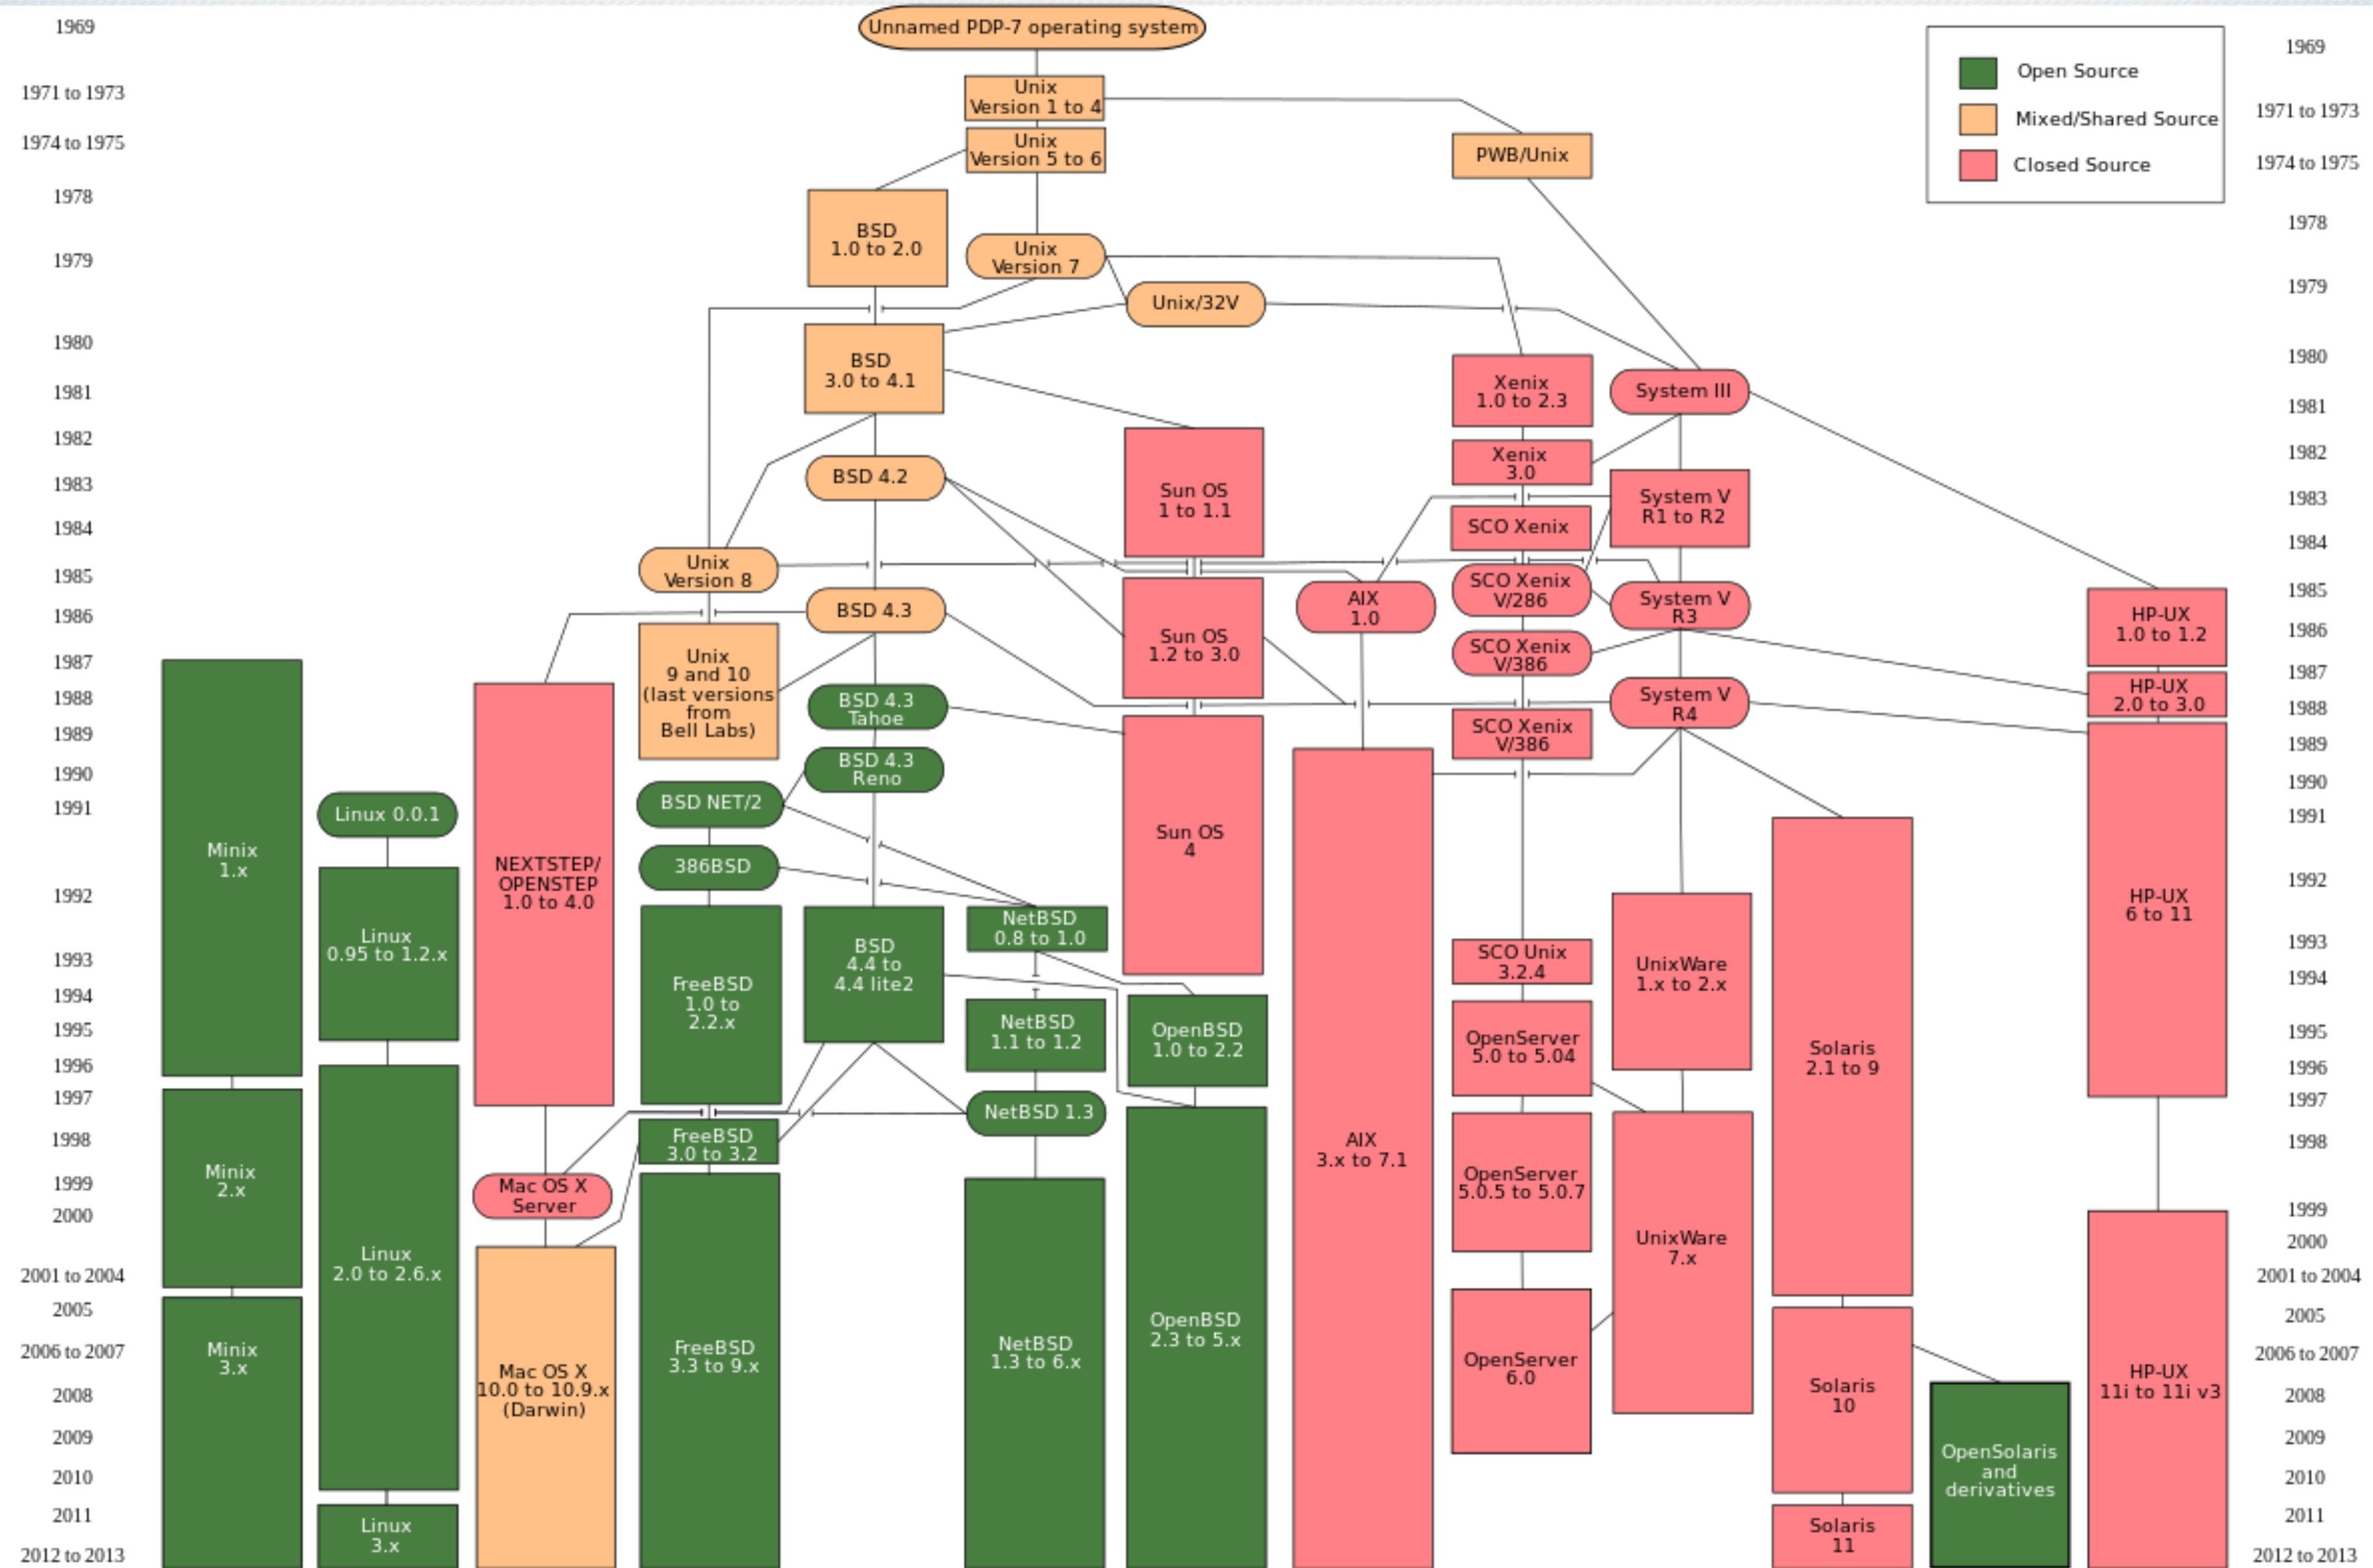 Unnamed PDP-7 operating system
1969
1969
Open Source
Mixed/Shared Source
Closed Source
1971 to 1973
Unix
Version 1 to 4
1971 to 1973
1974 to 1975
Unix
Version 5 to 6
PWB/Unix
1974 to 1975
1978
BSD
1.0 to 2.0
1978
1979
Unix
Version 7
1979
Unix/32V
1980
BSD
3.0 to 4.1
1980
1981
Xenix
1.0 to 2.3
System III
1981
1982
Xenix
3.0
1982
1983
BSD 4.2
Sun OS
1 to 1.1
System V
R1 to R2
1983
1984
SCO Xenix
1984
1985
Unix
Version 8
SCO Xenix
V/286
1985
1986
BSD 4.3
AIX
1.0
System V
R3
HP-UX
1.0 to 1.2
1986
Unix
9 and 10
(last versions
from
Bell Labs)
Sun OS
1.2 to 3.0
SCO Xenix
V/386
1987
1987
1988
BSD 4.3
Tahoe
System V
R4
HP-UX
2.0 to 3.0
1988
1989
SCO Xenix
V/386
1989
1990
BSD 4.3
Reno
1990
1991
Linux 0.0.1
BSD NET/2
1991
Minix
1.x
NEXTSTEP/
OPENSTEP
1.0 to 4.0
386BSD
Sun OS
4
1992
1992
HP-UX
6 to 11
Linux
0.95 to 1.2.x
NetBSD
0.8 to 1.0
1993
BSD
4.4 to
4.4 lite2
SCO Unix
3.2.4
UnixWare
1.x to 2.x
1993
1994
FreeBSD
1.0 to
2.2.x
1994
1995
NetBSD
1.1 to 1.2
OpenBSD
1.0 to 2.2
OpenServer
5.0 to 5.04
Solaris
2.1 to 9
1995
1996
1996
1997
NetBSD 1.3
1997
1998
FreeBSD
3.0 to 3.2
AIX
3.x to 7.1
1998
1999
Minix
2.x
Mac OS X
Server
OpenServer
5.0.5 to 5.0.7
1999
2000
2000
2001 to 2004
Linux
2.0 to 2.6.x
UnixWare
7.x
2001 to 2004
2005
2005
2006 to 2007
Minix
3.x
FreeBSD
3.3 to 9.x
NetBSD
1.3 to 6.x
OpenBSD
2.3 to 5.x
OpenServer
6.0
2006 to 2007
2008
Mac OS X
10.0 to 10.9.x
(Darwin)
Solaris
10
HP-UX
11i to 11i v3
2008
2009
2009
2010
OpenSolaris
and
derivatives
2010
2011
Linux
3.x
Solaris
11
2011
2012 to 2013
2012 to 2013